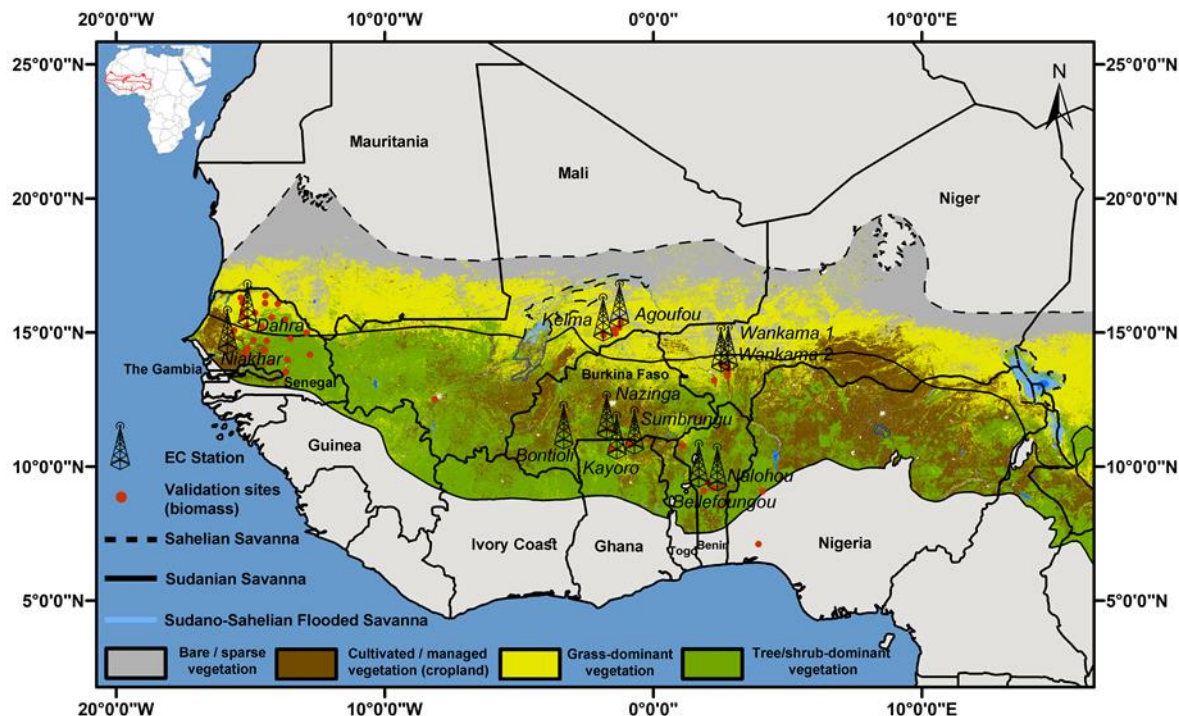 20°0'0"W
10°0'0"W
0°0'0"
10°0'0"E
25°0'0"N
25°0'0"N
N
Mauritania
Mali
20°0'0"N
20°0'0"N
Niger
Kelma
Agoufou
Dahra
15°0'0"N
15°0'0"N
Wankama 1
Wankama 2
Niakhar
The Gambia
Senegal
Burkina Faso
Nazinga
Sumbrungu
Guinea
Bontioli
Kayoro
10°0'0"N
10°0'0"N
EC Station
Nalohou
Bellefoungou
Validation sites
(biomass)
Sahelian Savanna
Ivory Coast
Ghana
Togo
Benin
Nigeria
Sudanian Savanna
5°0'0"N
5°0'0"N
Sudano-Sahelian Flooded Savanna
Bare / sparse
vegetation
Cultivated / managed
vegetation (cropland)
Grass-dominant
vegetation
Tree/shrub-dominant
vegetation
20°0'0"W
10°0'0"W
0°0'0"
10°0'0"E